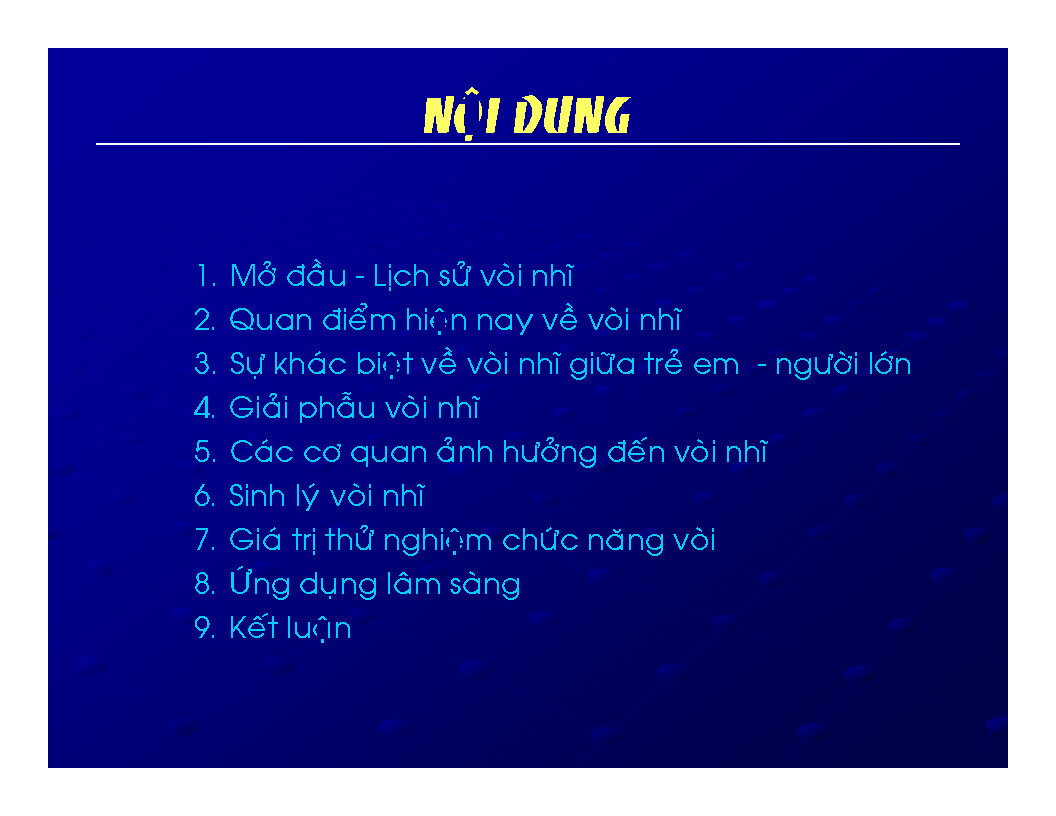 NỘI DUNG
1. Mở đầu - Lịch sử vòi nhĩ
2. Quan điểm hiện nay về vòi nhĩ
3. Sự khác biệt về vòi nhĩ giữa trẻ em - người lớn
4. Giải phẫu vòi nhĩ
5. Các cơ quan ảnh hưởng đến vòi nhĩ
6. Sinh lý vòi nhĩ
7. Giá trị thử nghiệm chức năng vòi
8. Ứng dụng lâm sàng
9. Kết luận